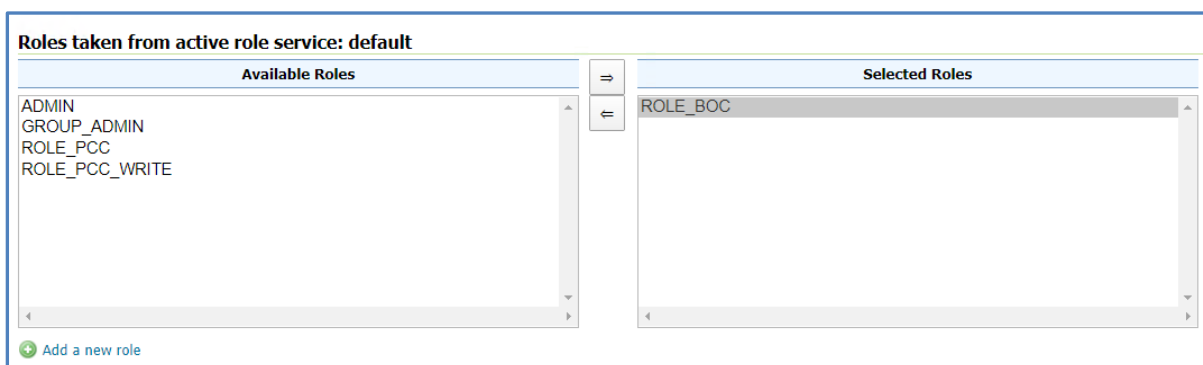 Roles taken from active role service: default
Available Roles
⇒
Selected Roles
ADMIN
GROUP_ADMIN
ROLE_PCC
ROLE_PCC_WRITE
⇐
ROLE_BOC
Add a new role